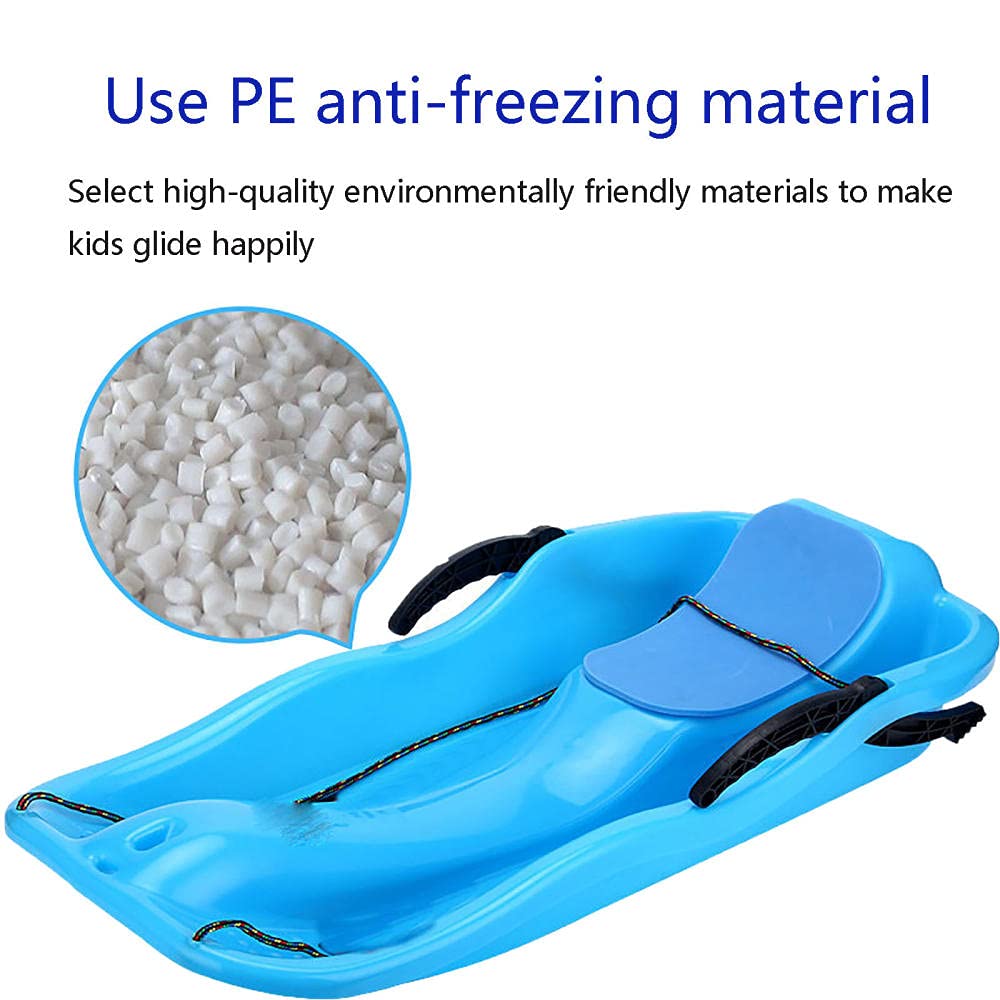 Use PE anti-freezing material
Select high-quality environmentally friendly materials to make
kids glide happily